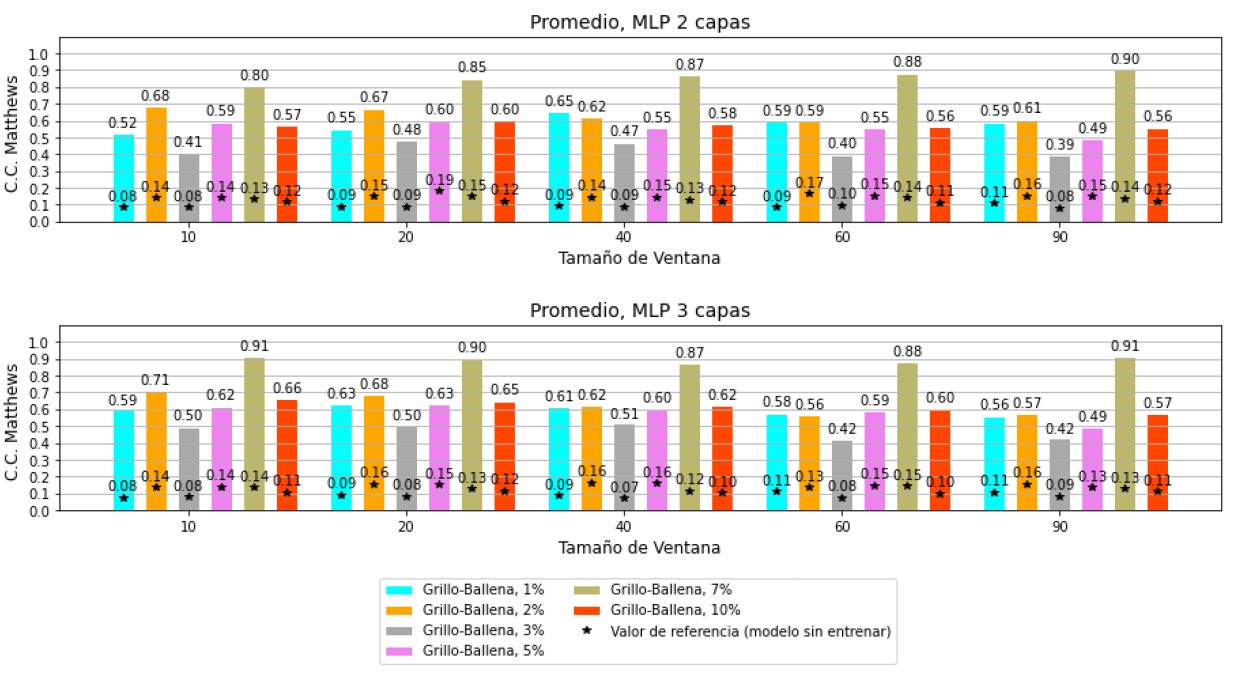 Promedio, MLP 2 capas
C.C. Matthews
1.0
0.9
0.8
0.7
0.6
0.5
0.4
0.3
0.2
0.1
0.0
0.52 0.68 0.41 0.59 0.80 0.57 0.55 0.67 0.48 0.60 0.85 0.60 0.65 0.62 0.47 0.55 0.87 0.58 0.59 0.59 0.40 0.55 0.88 0.56 0.59 0.61 0.39 0.49 0.90 0.56
0.08 0.14 0.08 0.14 0.13 0.12 0.09 0.15 0.09 0.19 0.15 0.12 0.09 0.14 0.09 0.15 0.13 0.12 0.09 0.17 0.10 0.15 0.14 0.11 0.11 0.16 0.08 0.15 0.14 0.12
10 20 40 60 90
Tamaño de Ventana
Promedio, MLP 3 capas
C.C. Matthews
1.0
0.9
0.8
0.7
0.6
0.5
0.4
0.3
0.2
0.1
0.0
0.59 0.71 0.50 0.62 0.91 0.66 0.63 0.68 0.50 0.63 0.90 0.65 0.61 0.62 0.51 0.60 0.87 0.62 0.58 0.56 0.42 0.59 0.88 0.60 0.56 0.57 0.42 0.49 0.91 0.57
0.08 0.14 0.08 0.14 0.14 0.11 0.09 0.16 0.08 0.15 0.13 0.12 0.09 0.16 0.07 0.16 0.12 0.10 0.11 0.13 0.08 0.15 0.15 0.10 0.11 0.16 0.09 0.13 0.13 0.11
10 20 40 60 90
Tamaño de Ventana
Grillo-Ballena, 1%
Grillo-Ballena, 2%
Grillo-Ballena, 3%
Grillo-Ballena, 5%
Grillo-Ballena, 7%
Grillo-Ballena, 10%
Valor de referencia (modelo sin entrenar)